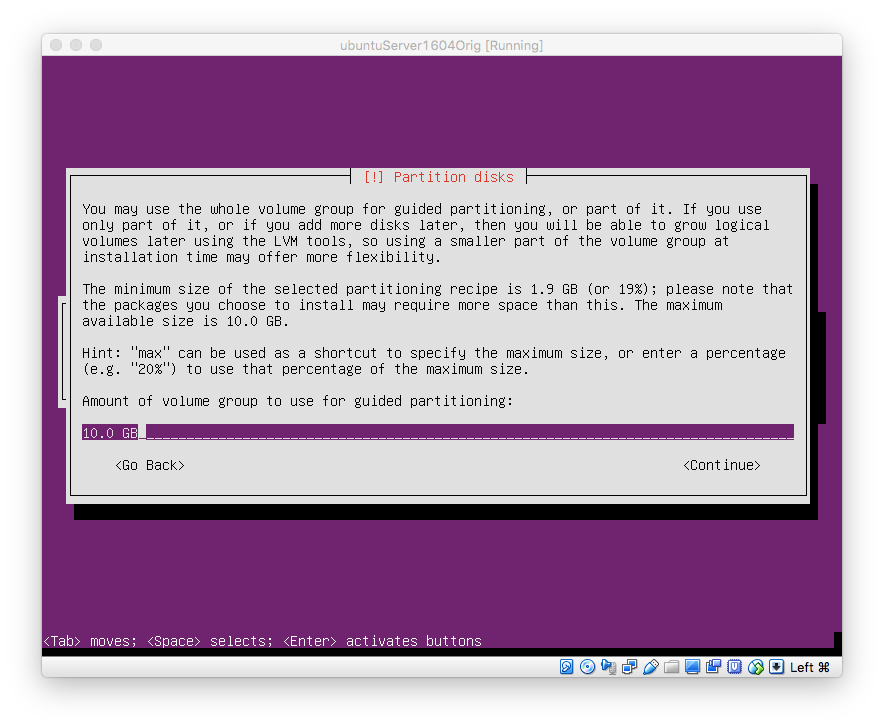 ubuntuServer1604Orig [Running]
[!] Partition disks
You may use the whole volume group for guided partitioning, or part of it. If you use
only part of it, or if you add more disks later, then you will be able to grow logical
volumes later using the LVM tools, so using a smaller part of the volume group at
installation time may offer more flexibility.
The minimum size of the selected partitioning recipe is 1.9 GB (or 19%); please note that
the packages you choose to install may require more space than this. The maximum
available size is 10.0 GB.
Hint: "max" can be used as a shortcut to specify the maximum size, or enter a percentage
(e.g. "20%") to use that percentage of the maximum size.
Amount of volume group to use for guided partitioning:
10.0 GB
<Go Back> <Continue>
<Tab> moves; <Space> selects; <Enter> activates buttons
Left ⌘